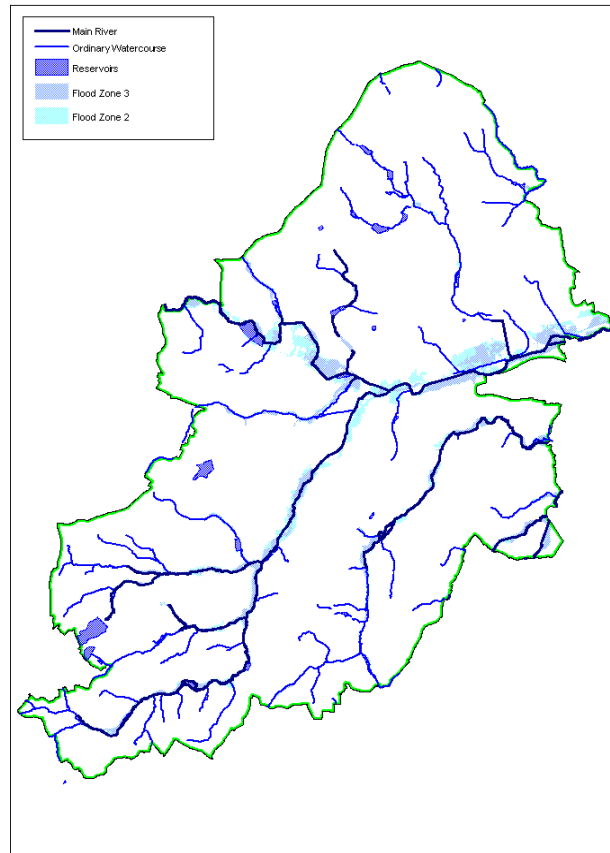 Main River
Ordinary Watercourse
Reservoirs
Flood Zone 3
Flood Zone 2